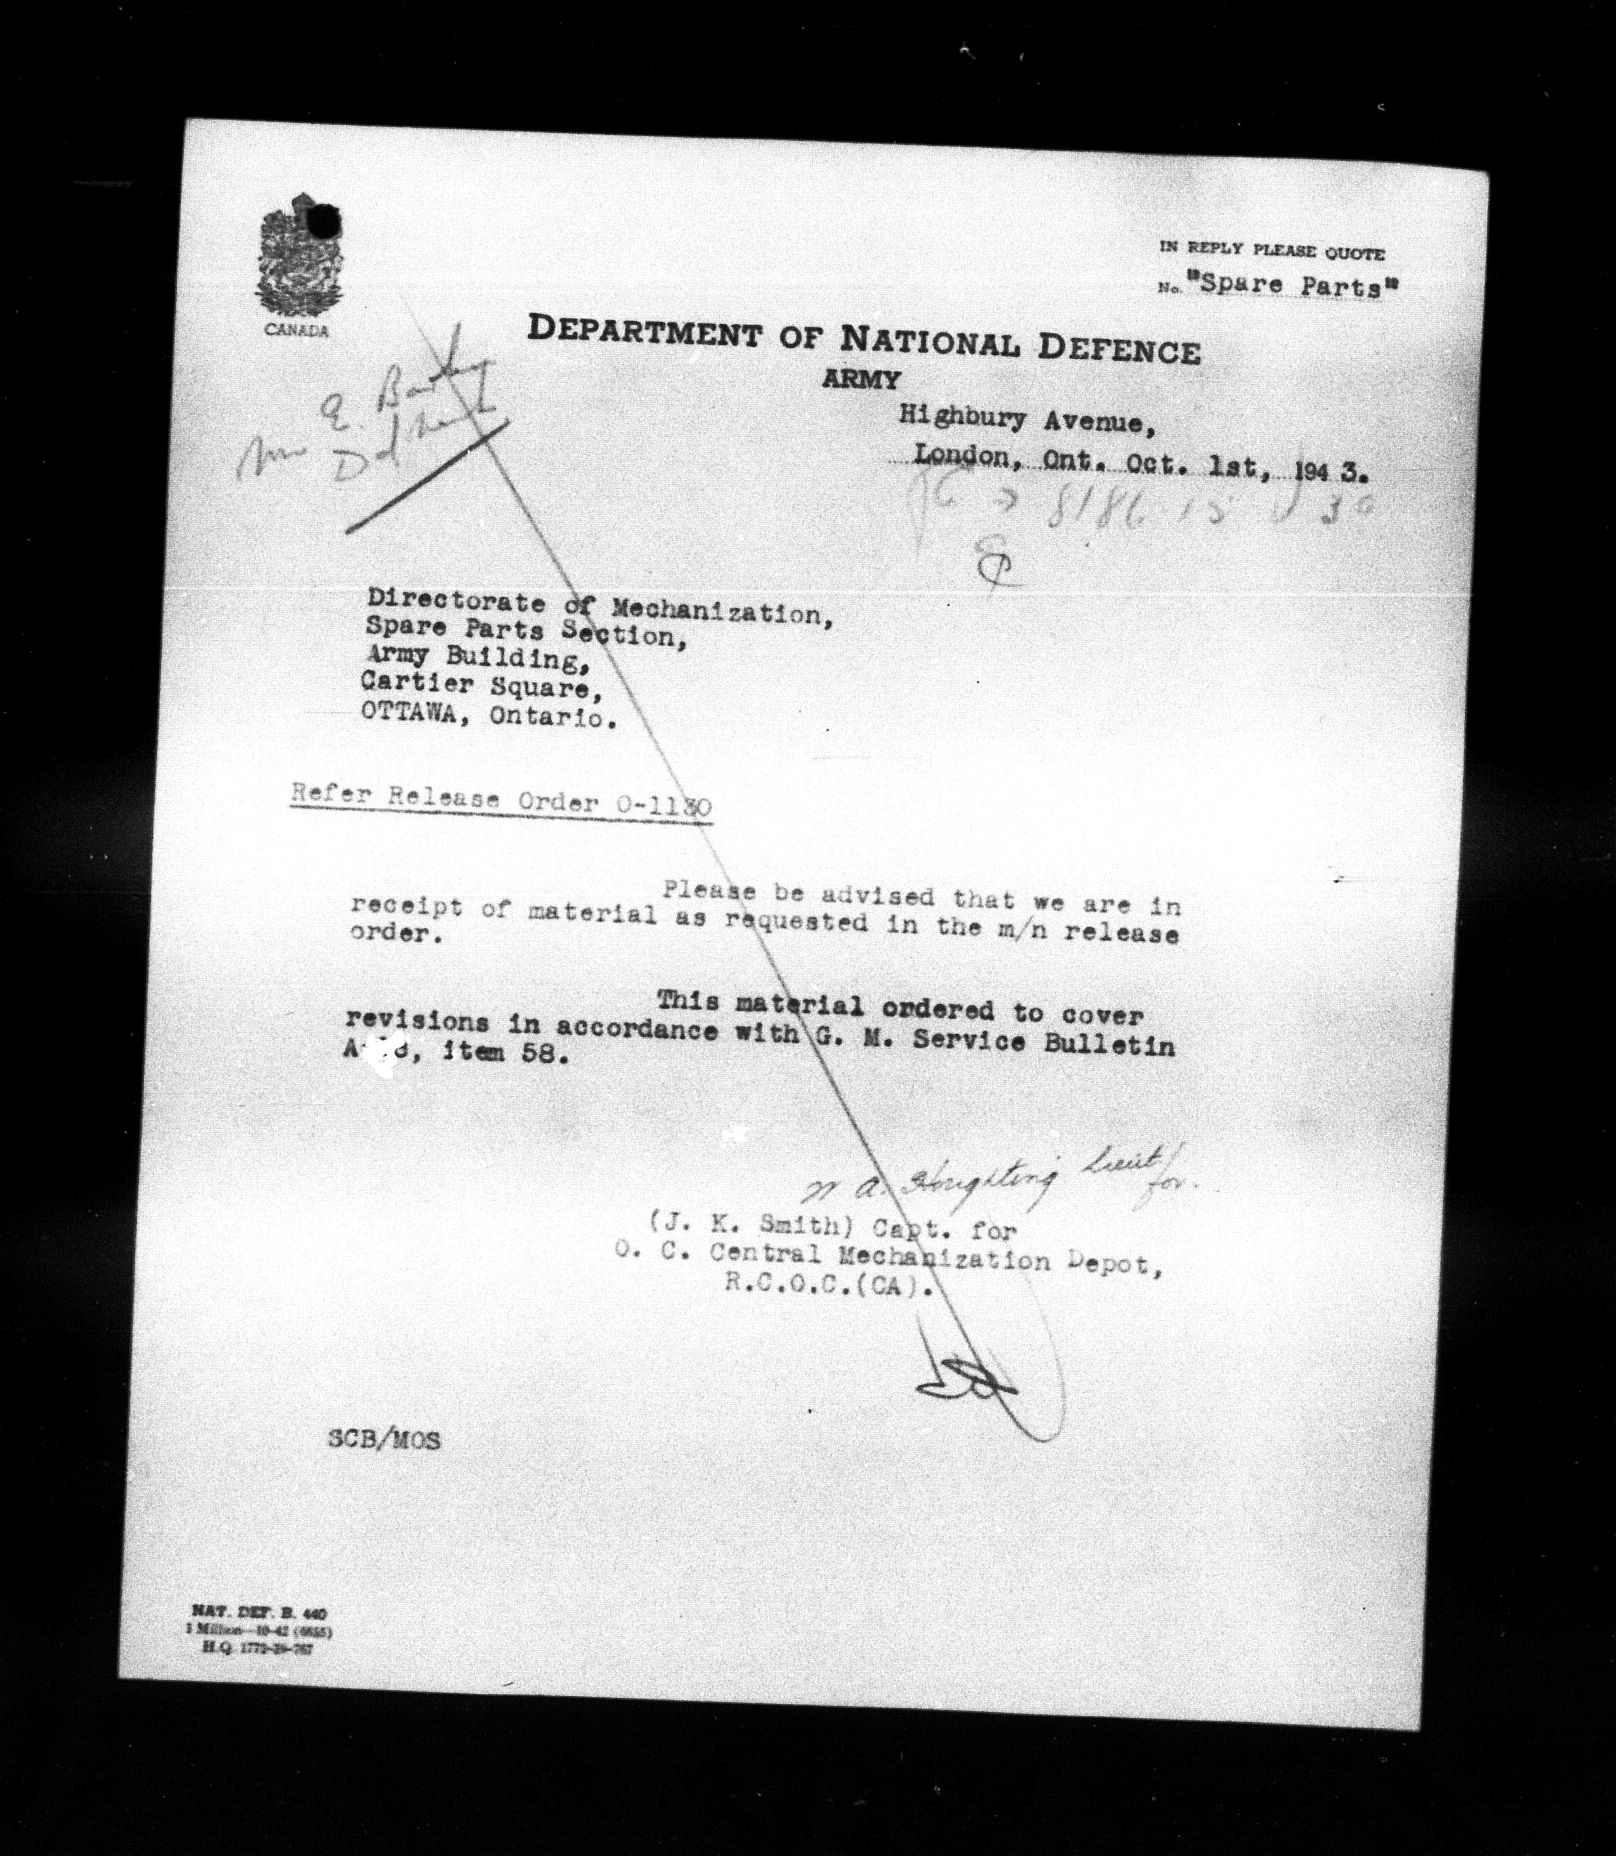 CANADA
IN REPLY PLEASE QUOTE
No. "Spare Parts"
DEPARTMENT OF NATIONAL DEFENCE
ARMY
Highbury Avenue,
London, Ont. Oct. 1st, 1943.
Directorate of Mechanization,
Spare Parts Section,
Army Building,
Cartier Square,
OTTAWA, Ontario.
Refer Release Order O-1130
Please be advised that we are in
receipt of material as requested in the m/n release
order.
This material ordered to cover
revisions in accordance with G. M. Service Bulletin
item 58.
Lieut
for.
(J. K. Smith) Capt. for
O. C. Central Mechanization Depot,
R.C.O.C.(CA).
SCB/MOS
NAT. DEF. B. 440